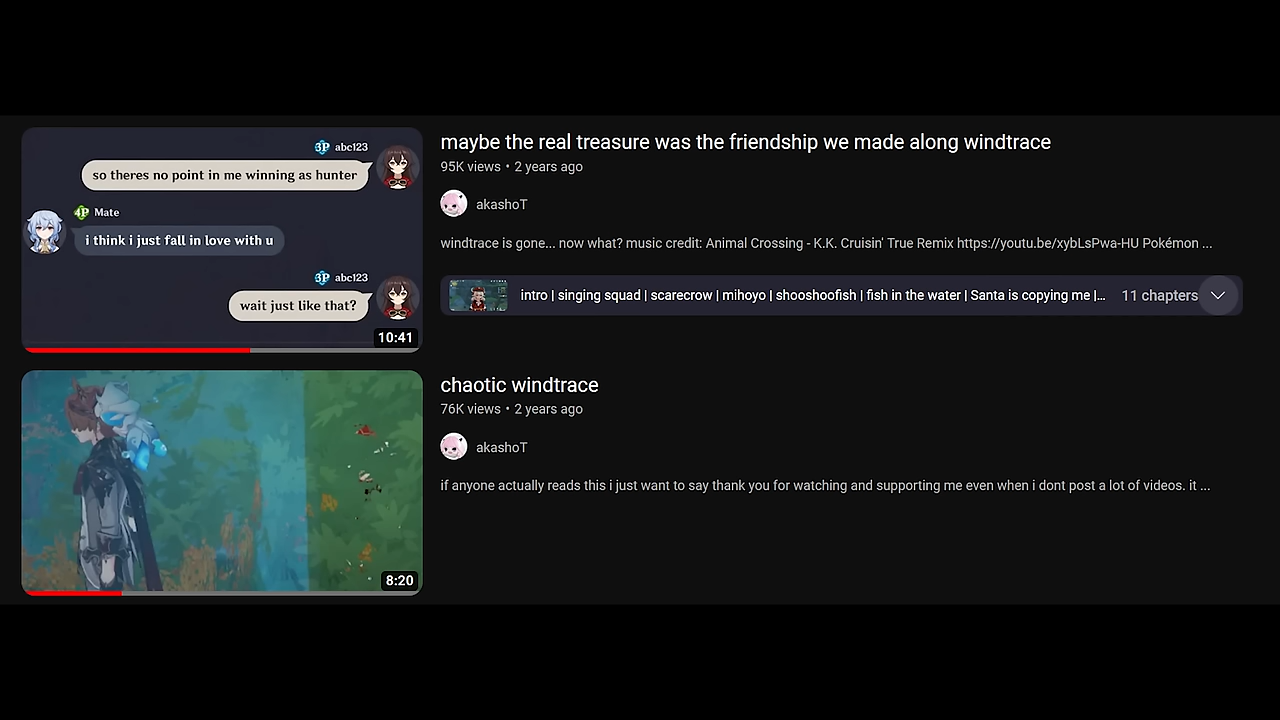 3P abc123
so theres no point in me winning as hunter
4P Mate
i think i just fall in love with u
3P abc123
wait just like that?
10:41
maybe the real treasure was the friendship we made along windtrace
95K views • 2 years ago
akashoT
windtrace is gone... now what? music credit: Animal Crossing - K.K. Cruisin' True Remix https://youtu.be/xybLsPwa-HU Pokémon ...
intro | singing squad | scarecrow | mihoyo | shooshoofish | fish in the water | Santa is copying me |... 11 chapters
8:20
chaotic windtrace
76K views • 2 years ago
akashoT
if anyone actually reads this i just want to say thank you for watching and supporting me even when i dont post a lot of videos. it ...